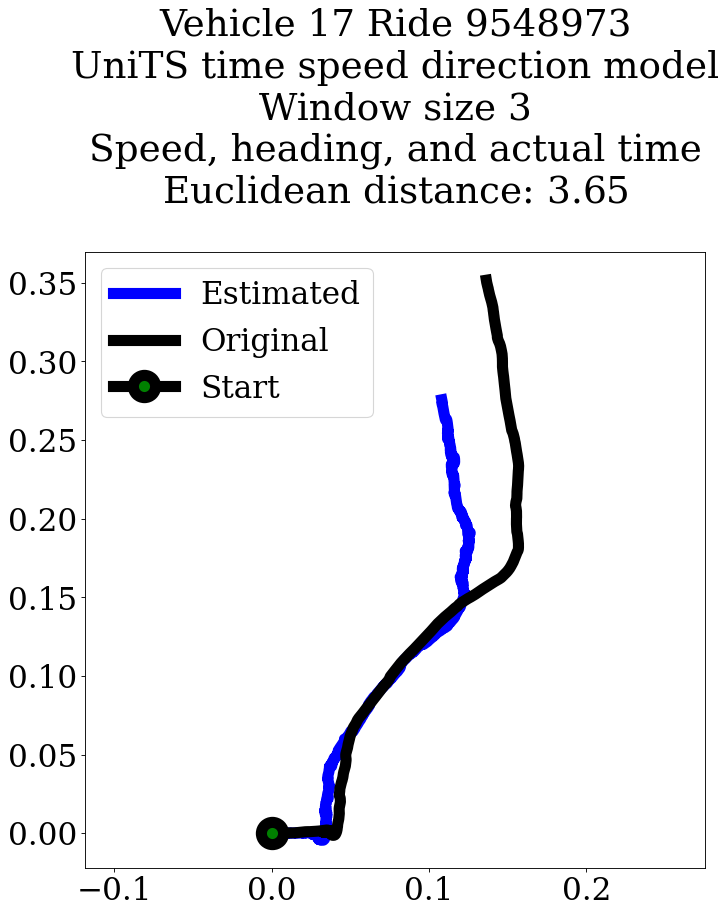 Vehicle 17 Ride 9548973
UniTS time speed direction model
Window size 3
Speed, heading, and actual time
Euclidean distance: 3.65
Estimated
Original
Start
0.35
0.30
0.25
0.20
0.15
0.10
0.05
0.00
−0.1
0.0
0.1
0.2